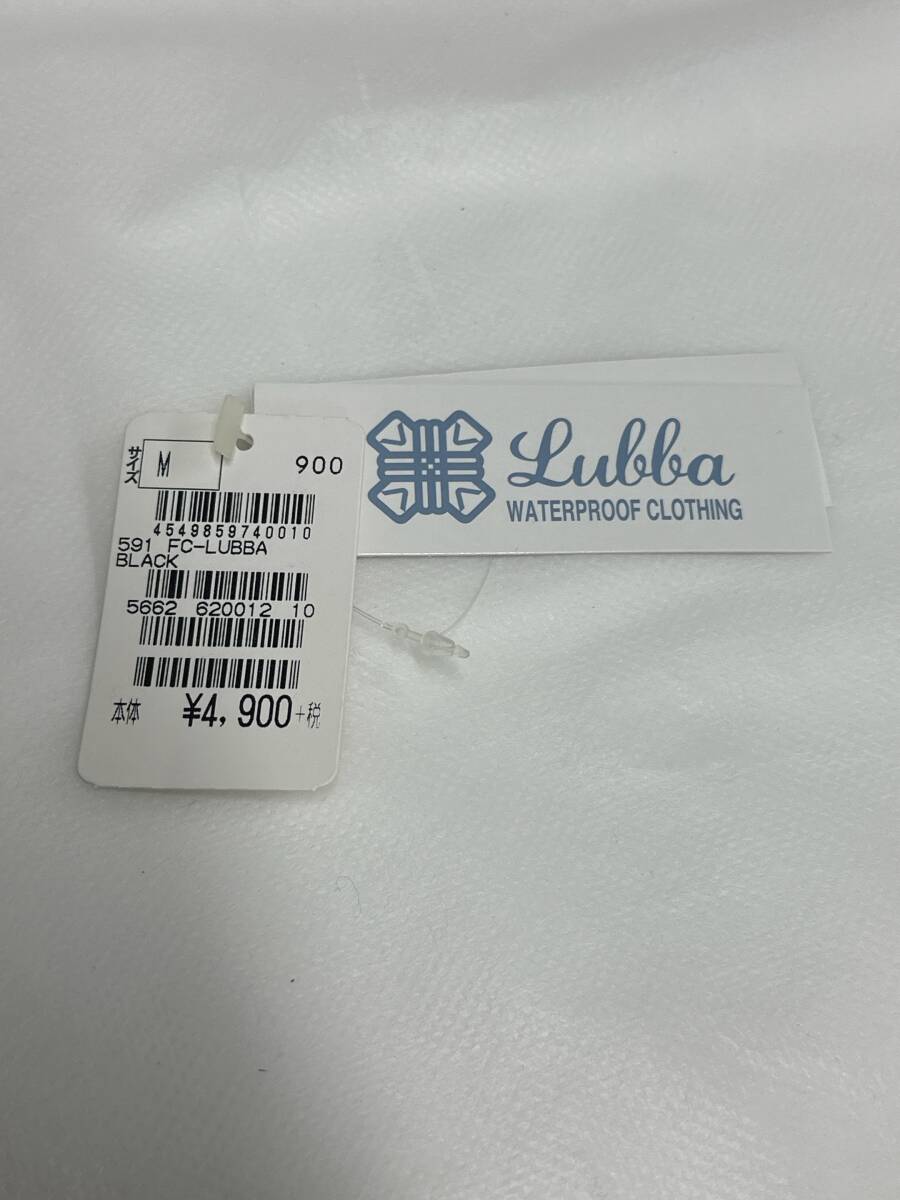 サイズ M 900
4549859740010
591 FC-LUBBA
BLACK
5662 620012 10
本体 ¥4,900+税
Lubba
WATERPROOF CLOTHING